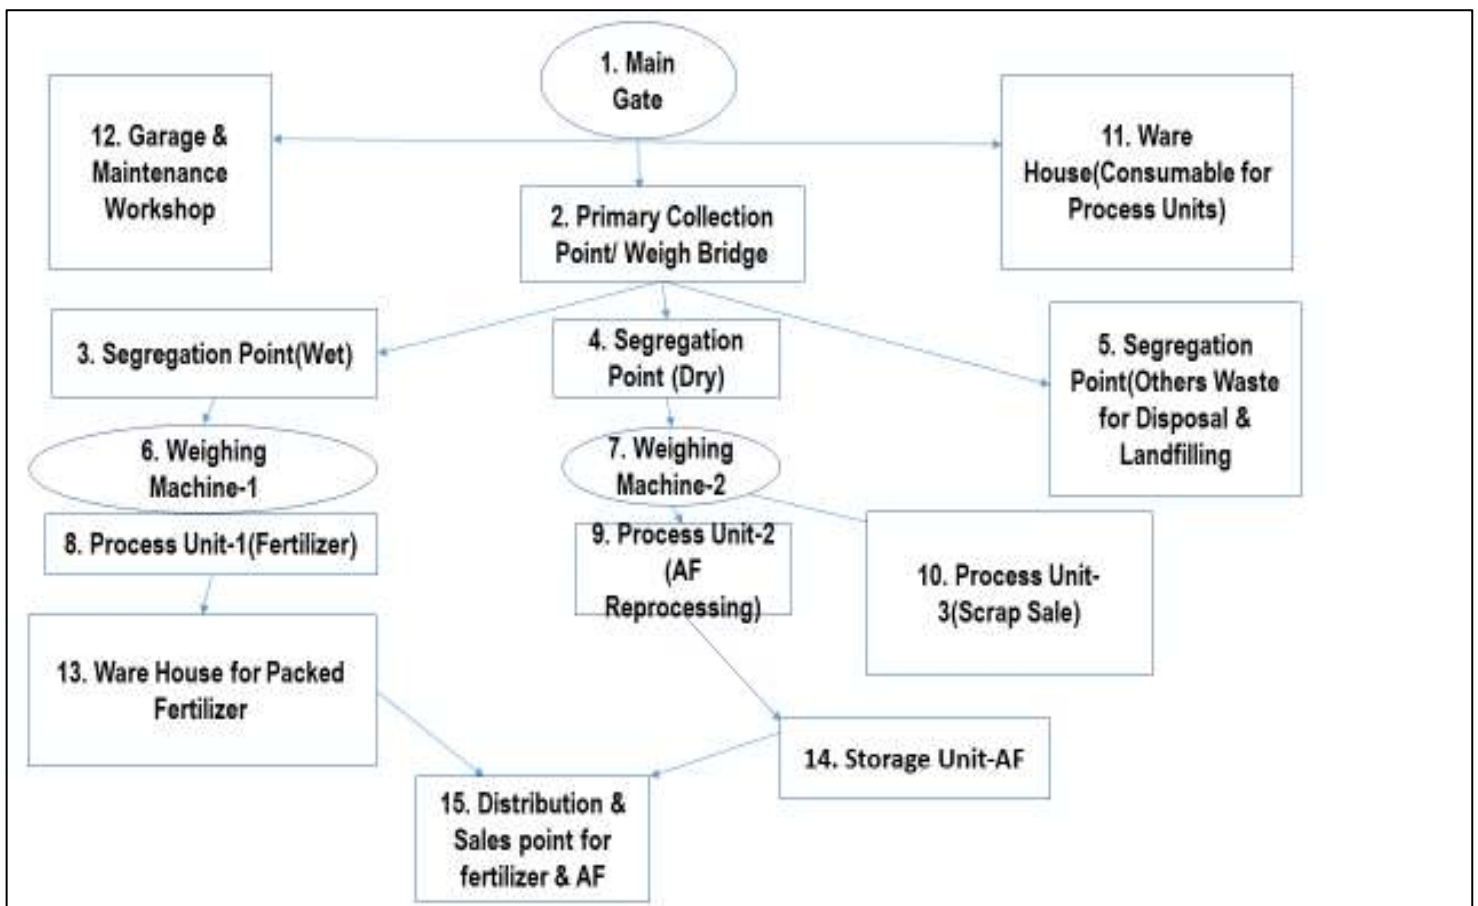 1. Main
Gate
12. Garage &
Maintenance
Workshop
11. Ware
House(Consumable for
Process Units)
2. Primary Collection
Point/ Weigh Bridge
3. Segregation Point(Wet)
4. Segregation
Point (Dry)
5. Segregation
Point(Others Waste
for Disposal &
Landfilling
6. Weighing
Machine-1
7. Weighing
Machine-2
8. Process Unit-1(Fertilizer)
9. Process Unit-2
(AF
Reprocessing)
10. Process Unit-
3(Scrap Sale)
13. Ware House for Packed
Fertilizer
14. Storage Unit-AF
15. Distribution &
Sales point for
fertilizer & AF